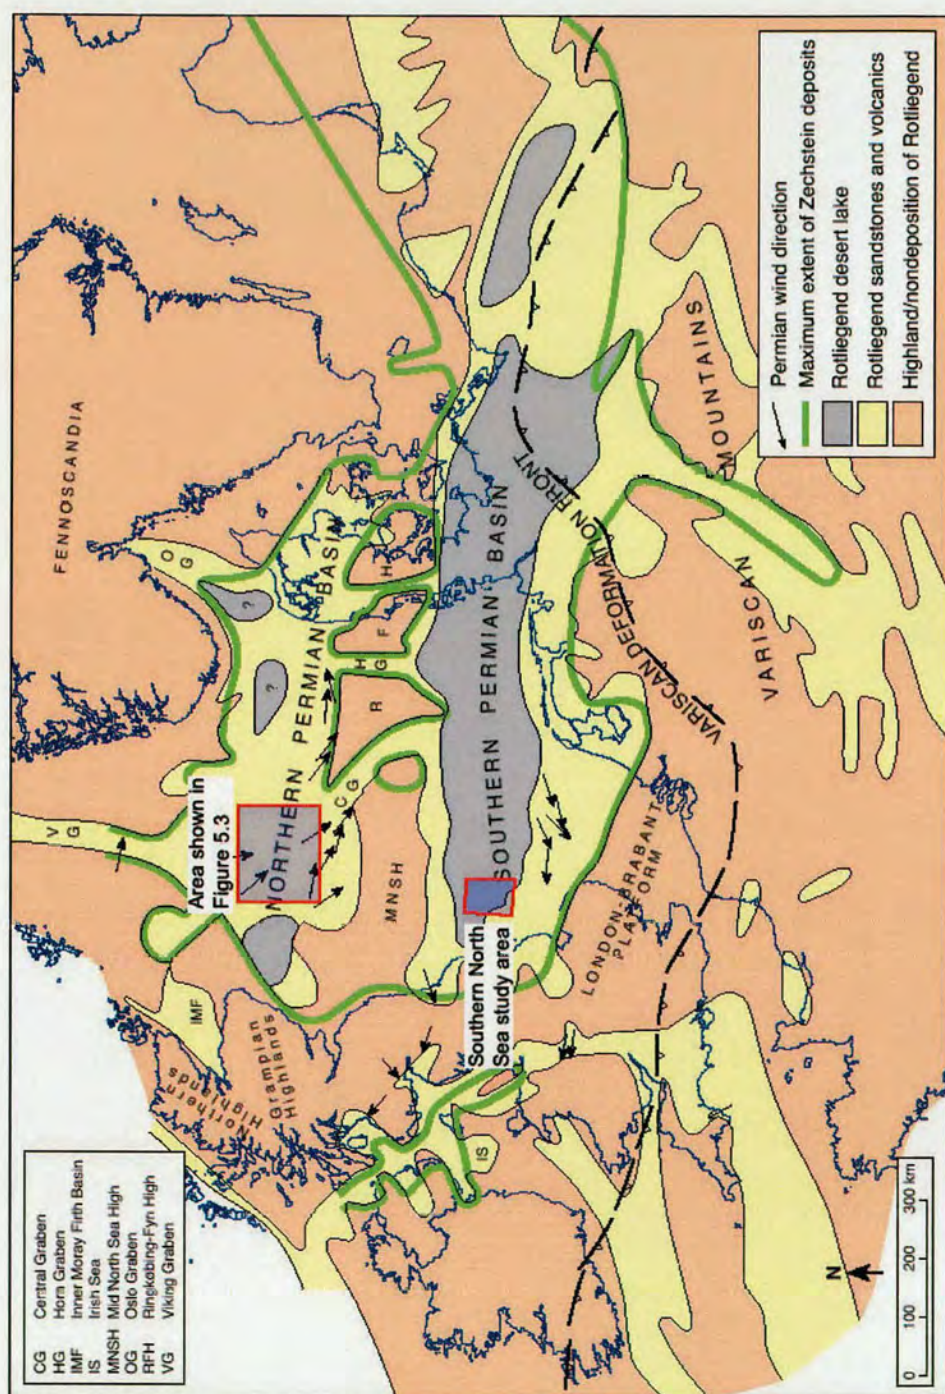 CG Central Graben
HG Horn Graben
IMF Inner Moray Firth Basin
IS Irish Sea
MNSH Mid North Sea High
OG Oslo Graben
RFH Ringkøbing-Fyn High
VG Viking Graben
VG
FENNOSCANDIA
OG
Area shown in
Figure 5.3
?
?
NORTHERN PERMIAN BASIN
IMF
Northern
Highlands
Grampian
Highlands
CG
HG
R F H
MNSH
Southern North
Sea study area
SOUTHERN PERMIAN BASIN
IS
LONDON-BRABANT
PLATFORM
VARISCAN DEFORMATION FRONT
VARISCAN
MOUNTAINS
N
0 100 200 300 km
Permian wind direction
Maximum extent of Zechstein deposits
Rotliegend desert lake
Rotliegend sandstones and volcanics
Highland/nondeposition of Rotliegend